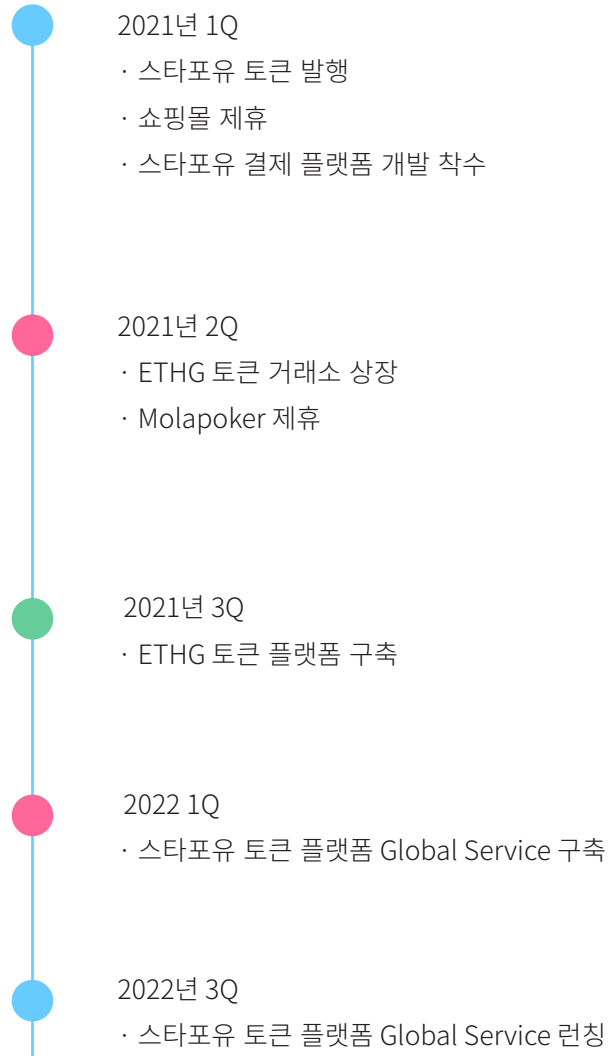 2021년 1Q
· 스타포유 토큰 발행
· 쇼핑몰 제휴
· 스타포유 결제 플랫폼 개발 착수
2021년 2Q
· ETHG 토큰 거래소 상장
· Molapoker 제휴
2021년 3Q
· ETHG 토큰 플랫폼 구축
2022 1Q
· 스타포유 토큰 플랫폼 Global Service 구축
2022년 3Q
· 스타포유 토큰 플랫폼 Global Service 런칭